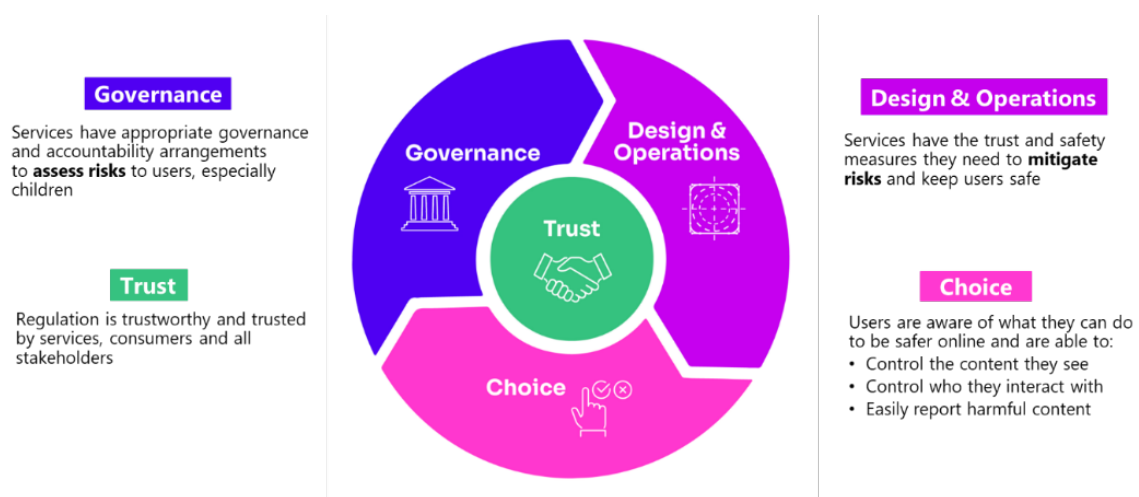 Governance
Services have appropriate governance
and accountability arrangements
to assess risks to users, especially
children
Trust
Regulation is trustworthy and trusted
by services, consumers and all
stakeholders
Governance
Design &
Operations
Trust
Choice
Design & Operations
Services have the trust and safety
measures they need to mitigate
risks and keep users safe
Choice
Users are aware of what they can do
to be safer online and are able to:
• Control the content they see
• Control who they interact with
• Easily report harmful content